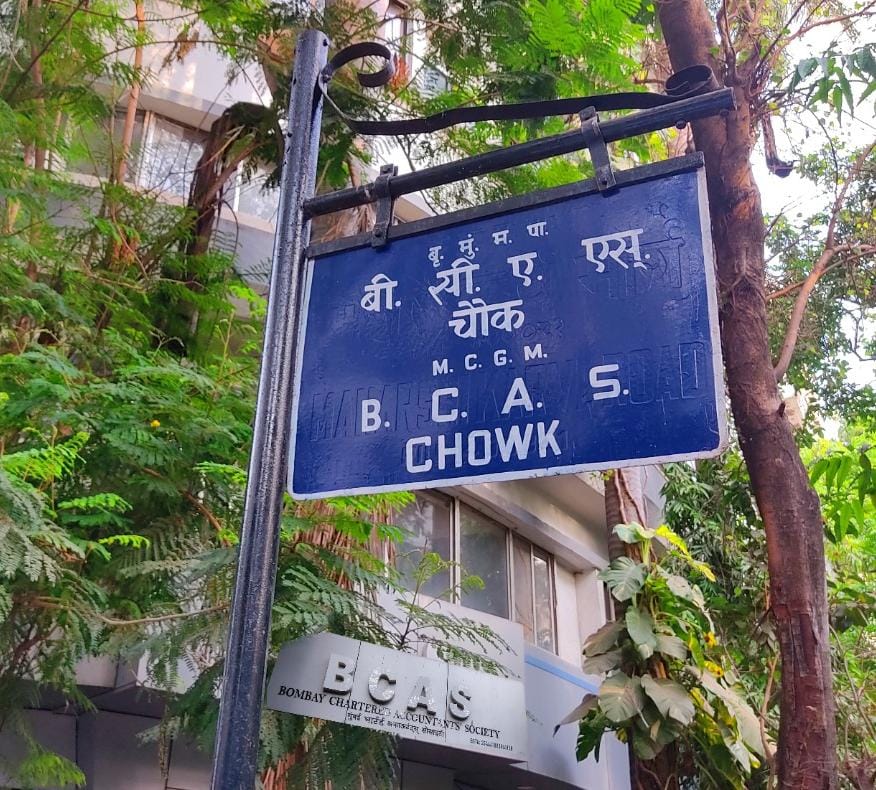 बृ. मुं. म. पा.
बी. सी. ए. एस्.
चौक
M. C. G. M.
B. C. A. S.
CHOWK
BCAS
BOMBAY CHARTERED ACCOUNTANTS SOCIETY